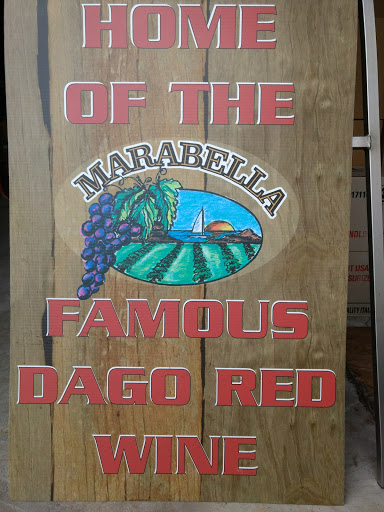 HOME
OF THE
MARABELLA
FAMOUS
DAGO RED
WINE